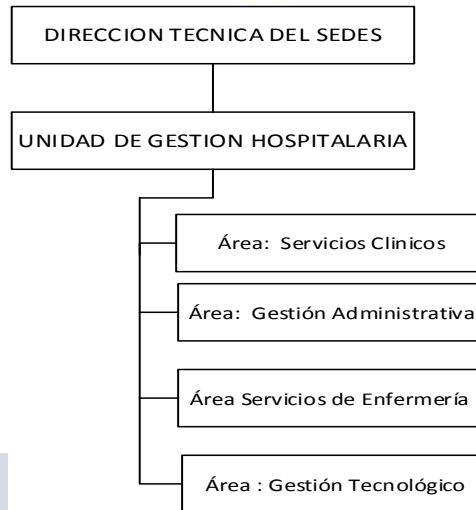 DIRECCION TECNICA DEL SEDES
UNIDAD DE GESTION HOSPITALARIA
Área: Servicios Clinicos
Área: Gestión Administrativa
Área Servicios de Enfermería
Área : Gestión Tecnológico